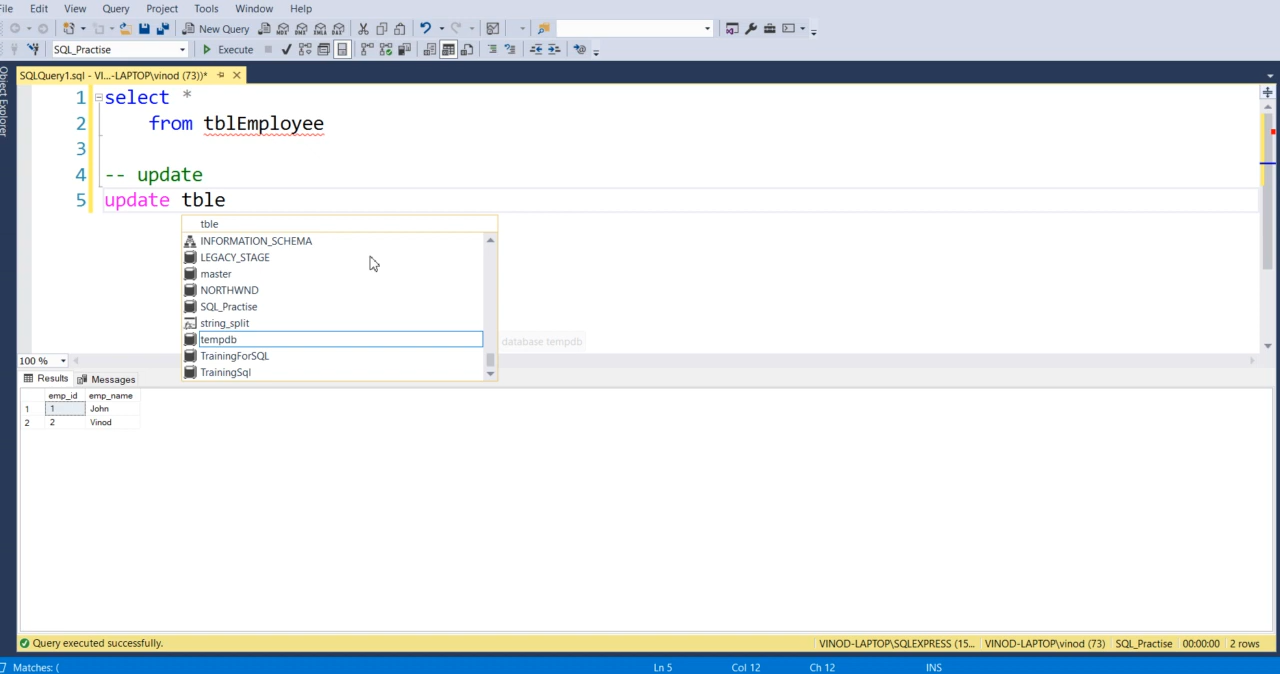 File Edit View Query Project Tools Window Help
New Query MDX DMX XMLA DAX
SQL_Practise Execute
SQLQuery1.sql - VI...-LAPTOP\vinod (73))*
Object Explorer
1 select *
2 from tblEmployee
3
4 -- update
5 update tble
tble
INFORMATION_SCHEMA
LEGACY_STAGE
master
NORTHWND
SQL_Practise
string_split
tempdb
database tempdb
TrainingForSQL
TrainingSql
100 %
Results Messages
emp_id emp_name
1 1 John
2 2 Vinod
Query executed successfully. VINOD-LAPTOP\SQLEXPRESS (15... VINOD-LAPTOP\vinod (73) SQL_Practise 00:00:00 2 rows
Matches: ( Ln 5 Col 12 Ch 12 INS